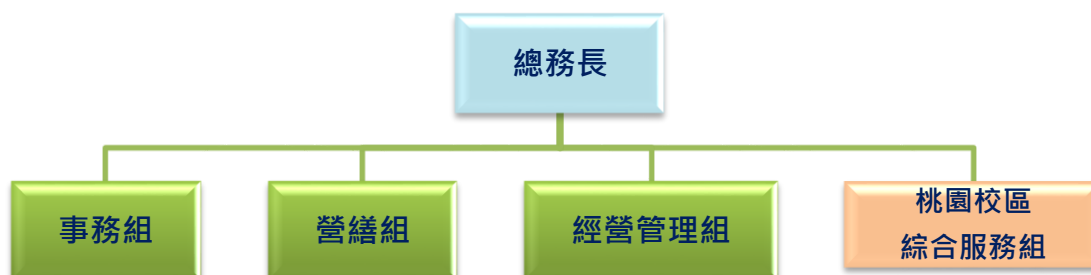 總務長
事務組
營繕組
經營管理組
桃園校區
綜合服務組